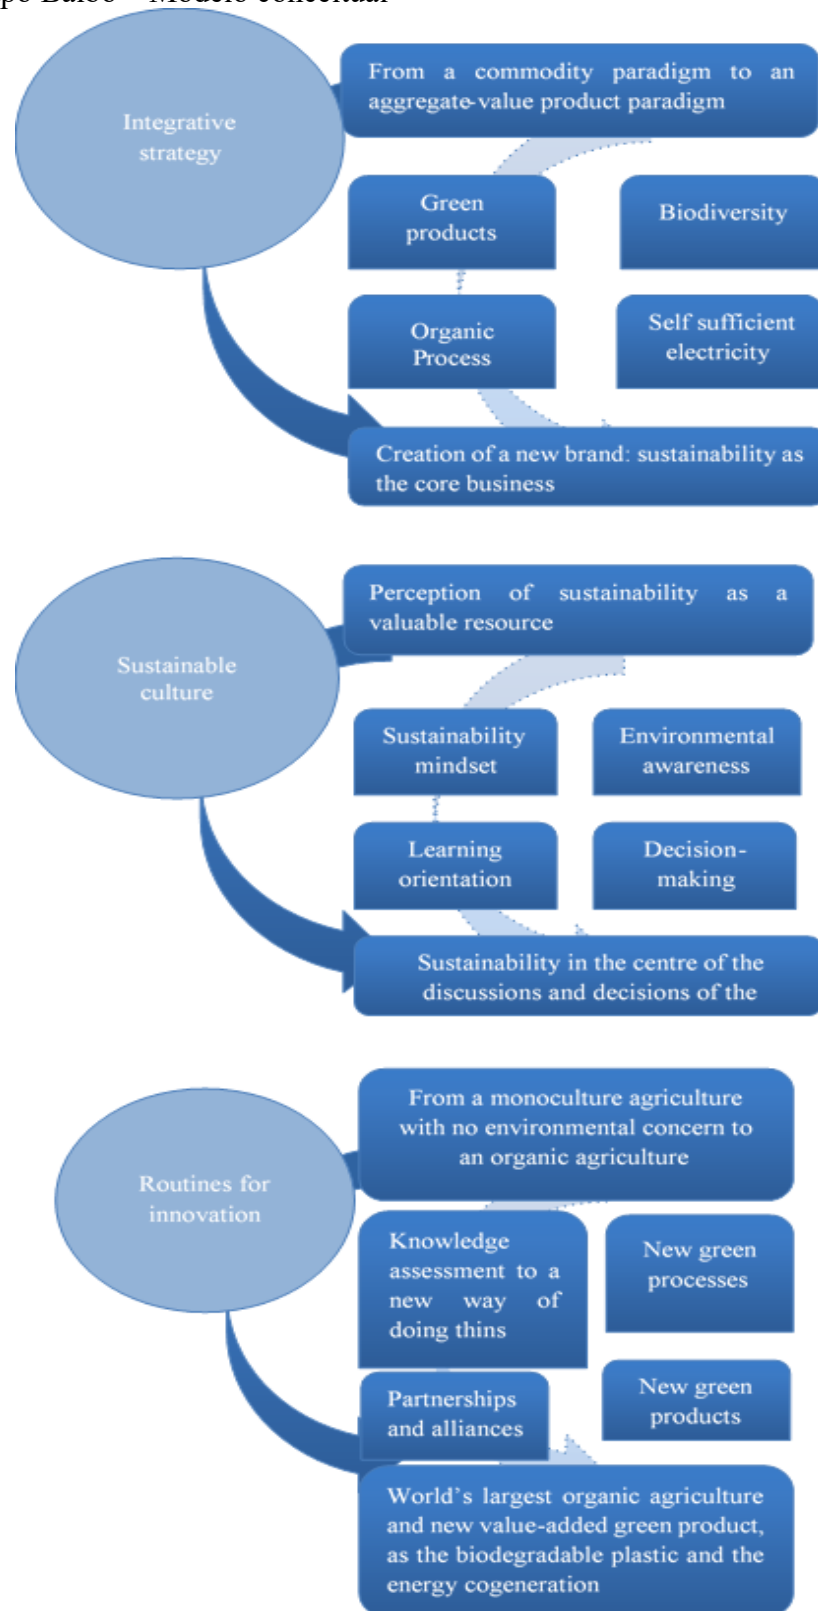 po Balbo – Modelo conceitual
Integrative
strategy
From a commodity paradigm to an
aggregate-value product paradigm
Green
products
Biodiversity
Organic
Process
Self sufficient
electricity
Creation of a new brand: sustainability as
the core business
Sustainable
culture
Perception of sustainability as a
valuable resource
Sustainability
mindset
Environmental
awareness
Learning
orientation
Decision-
making
Sustainability in the centre of the
discussions and decisions of the
Routines for
innovation
From a monoculture agriculture
with no environmental concern to
an organic agriculture
Knowledge
assessment to a
new way of
doing thins
New green
processes
Partnerships
and alliances
New green
products
World's largest organic agriculture
and new value-added green product,
as the biodegradable plastic and the
energy cogeneration